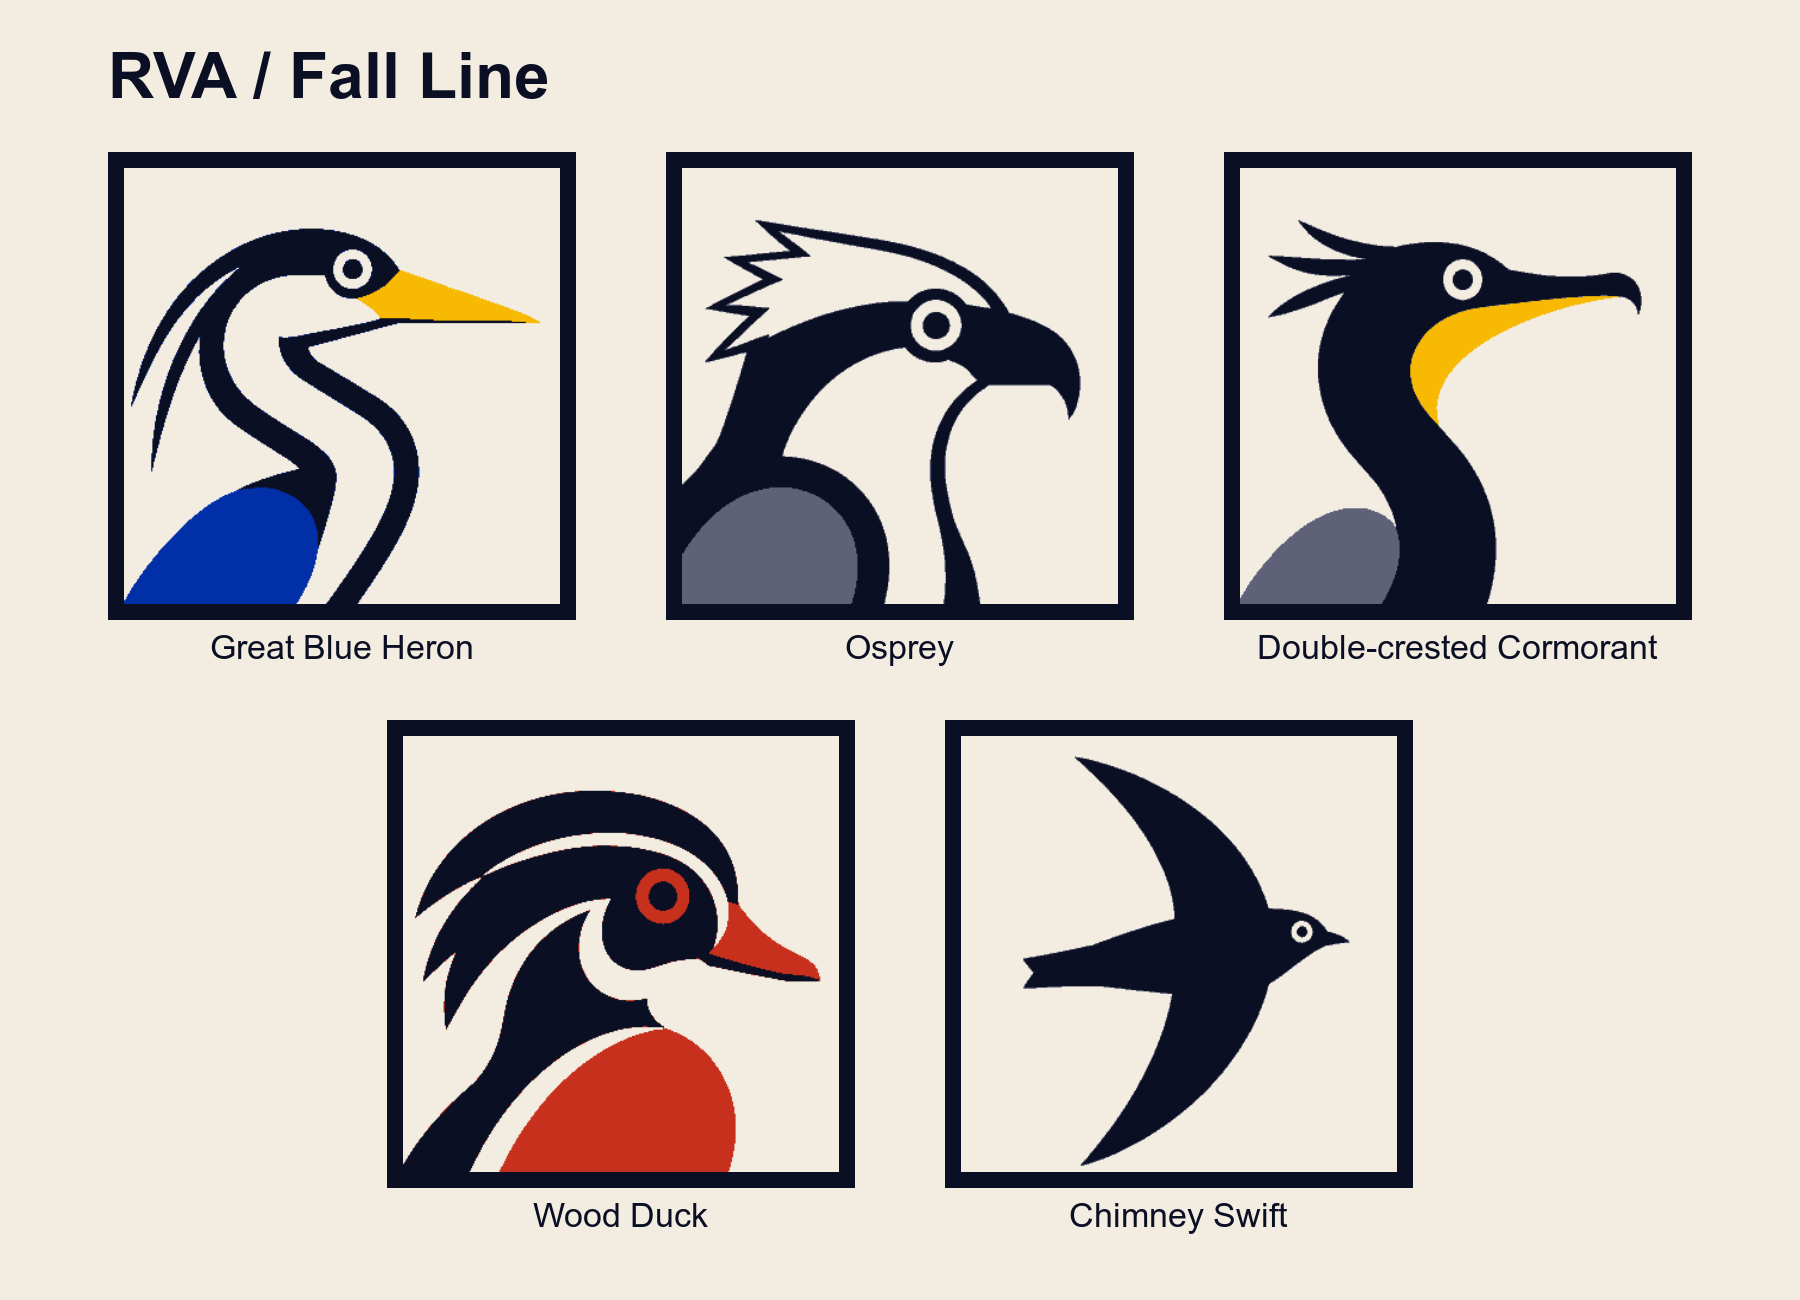 RVA / Fall Line
Great Blue Heron
Osprey
Double-crested Cormorant
Wood Duck
Chimney Swift